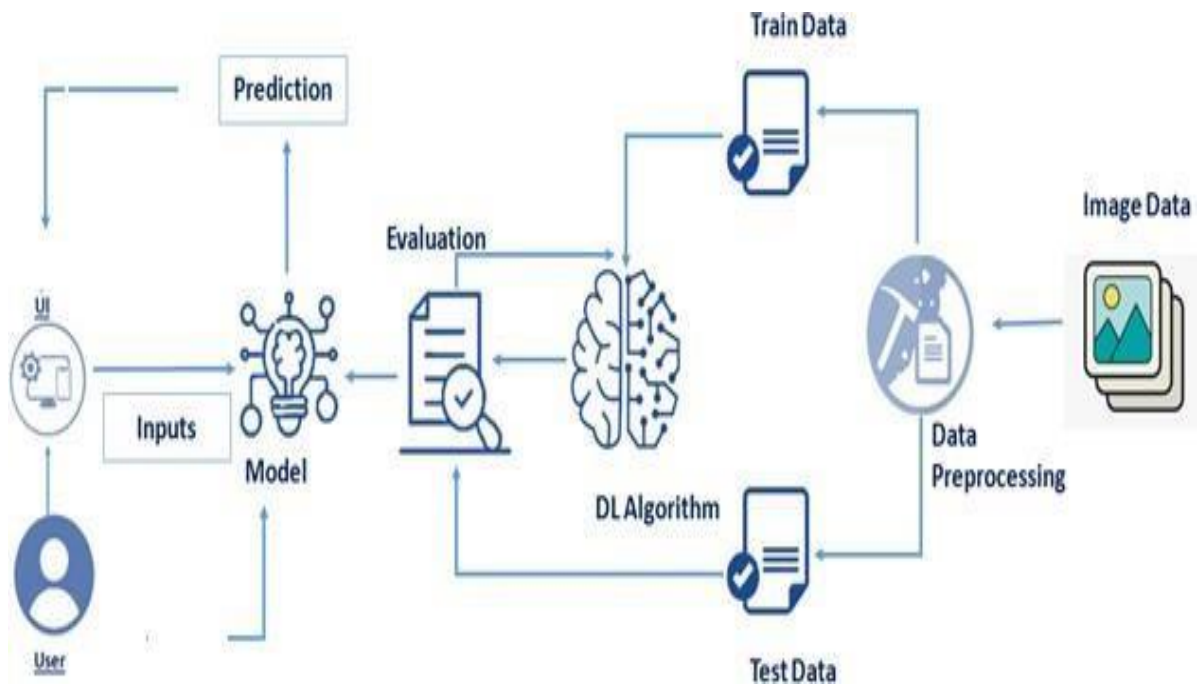 Train Data
Prediction
Image Data
Evaluation
UI
Inputs
Data
Preprocessing
Model
DL Algorithm
User
Test Data